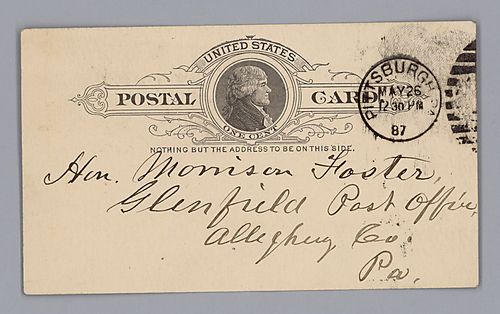 UNITED STATES
POSTAL CARD
ONE CENT
NOTHING BUT THE ADDRESS TO BE ON THIS SIDE.
PITTSBURGH, PA.
MAY 26
12 30 PM
87
Hon. Morrison Foster,
Glenfield Post Office,
Allegheny Co.
Pa.